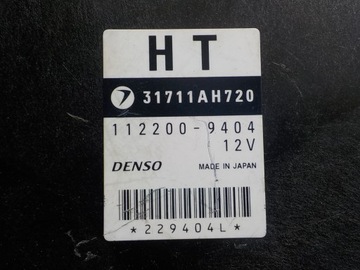 H T
31711AH720
112200-9404
12V
DENSO MADE IN JAPAN
*229404L*